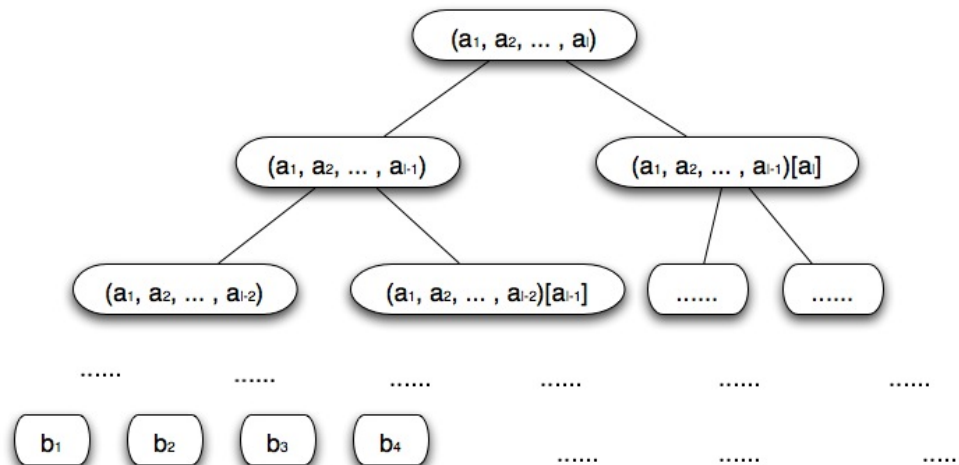 (a₁, a₂, ... , aₗ)
(a₁, a₂, ... , aₗ₋₁) (a₁, a₂, ... , aₗ₋₁)[aₗ]
(a₁, a₂, ... , aₗ₋₂) (a₁, a₂, ... , aₗ₋₂)[aₗ₋₁] ...... ......
...... ...... ...... ...... ...... ......
b₁ b₂ b₃ b₄ ...... ...... .....